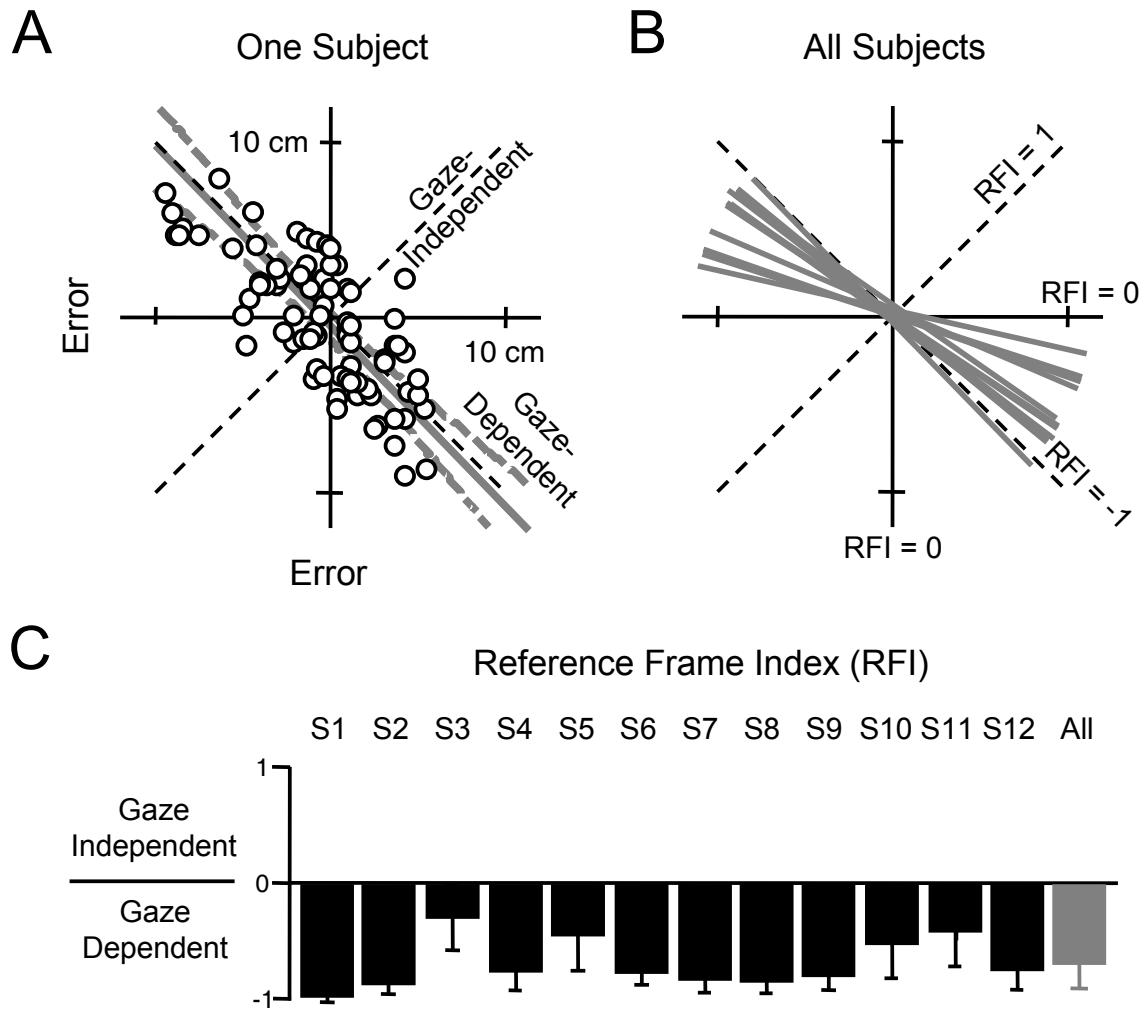 A
One Subject
10 cm
Gaze-
Independent
Error
10 cm
Gaze-
Dependent
Error
B
All Subjects
RFI = 1
RFI = 0
RFI = -1
RFI = 0
C
Reference Frame Index (RFI)
S1 S2 S3 S4 S5 S6 S7 S8 S9 S10 S11 S12 All
1
Gaze
Independent
0
Gaze
Dependent
-1